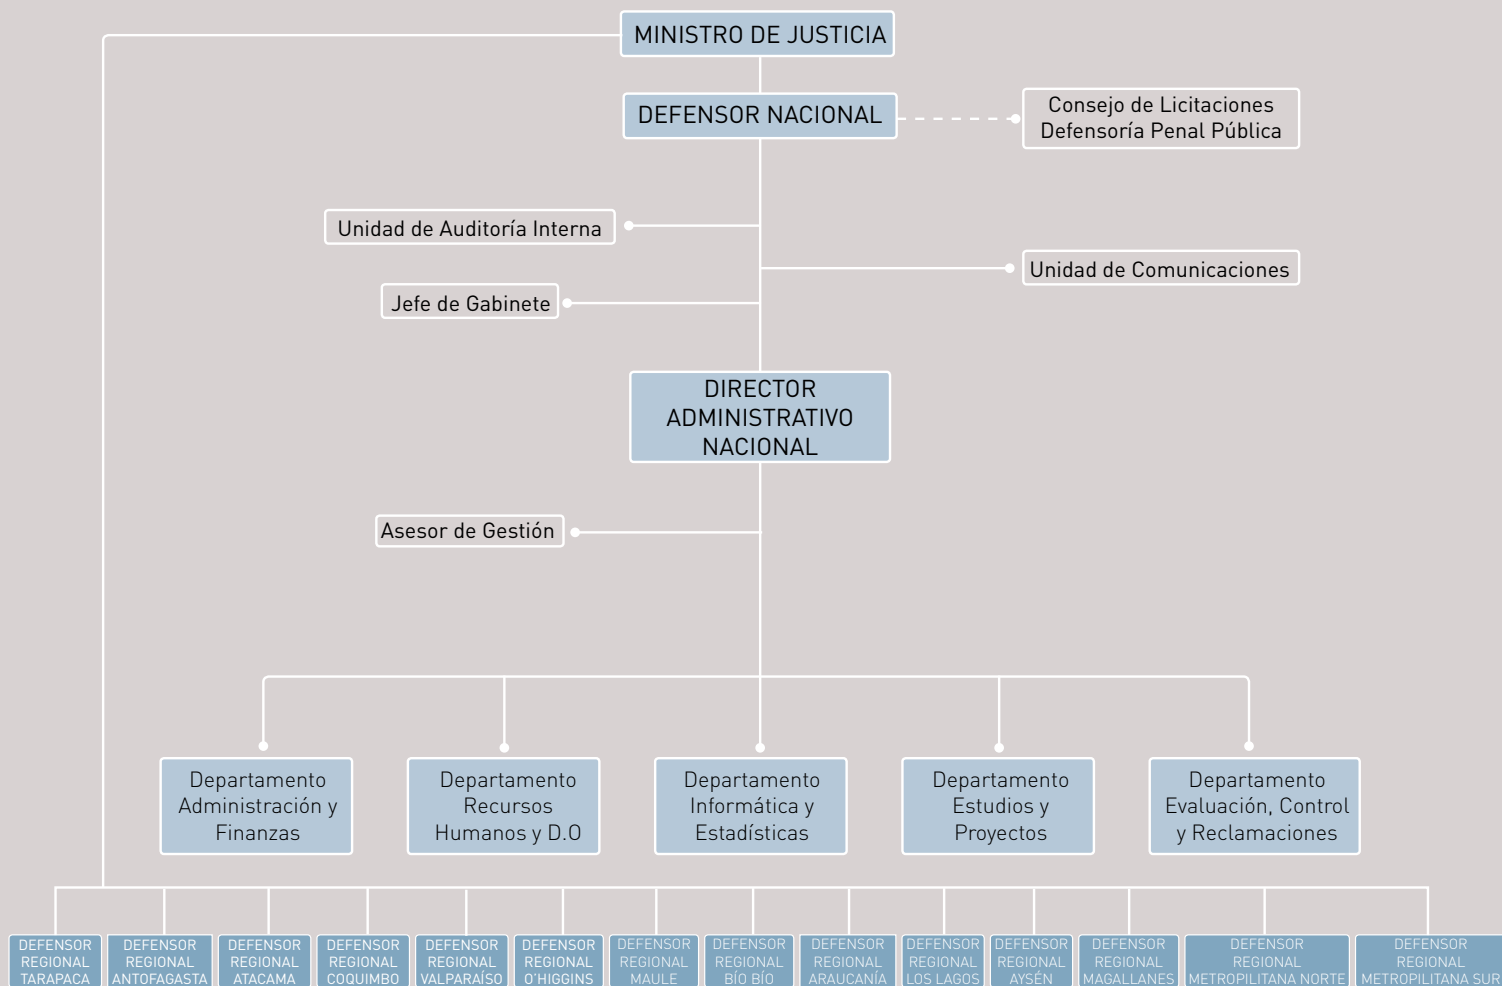 MINISTRO DE JUSTICIA
DEFENSOR NACIONAL
Consejo de Licitaciones
Defensoría Penal Pública
Unidad de Auditoría Interna
Unidad de Comunicaciones
Jefe de Gabinete
DIRECTOR
ADMINISTRATIVO
NACIONAL
Asesor de Gestión
Departamento
Administración y
Finanzas
Departamento
Recursos
Humanos y D.O
Departamento
Informática y
Estadísticas
Departamento
Estudios y
Proyectos
Departamento
Evaluación, Control
y Reclamaciones
DEFENSOR
REGIONAL
TARAPACA
DEFENSOR
REGIONAL
ANTOFAGASTA
DEFENSOR
REGIONAL
ATACAMA
DEFENSOR
REGIONAL
COQUIMBO
DEFENSOR
REGIONAL
VALPARAÍSO
DEFENSOR
REGIONAL
O'HIGGINS
DEFENSOR
REGIONAL
MAULE
DEFENSOR
REGIONAL
BÍO BÍO
DEFENSOR
REGIONAL
ARAUCANÍA
DEFENSOR
REGIONAL
LOS LAGOS
DEFENSOR
REGIONAL
AYSÉN
DEFENSOR
REGIONAL
MAGALLANES
DEFENSOR
REGIONAL
METROPILITANA NORTE
DEFENSOR
REGIONAL
METROPILITANA SUR